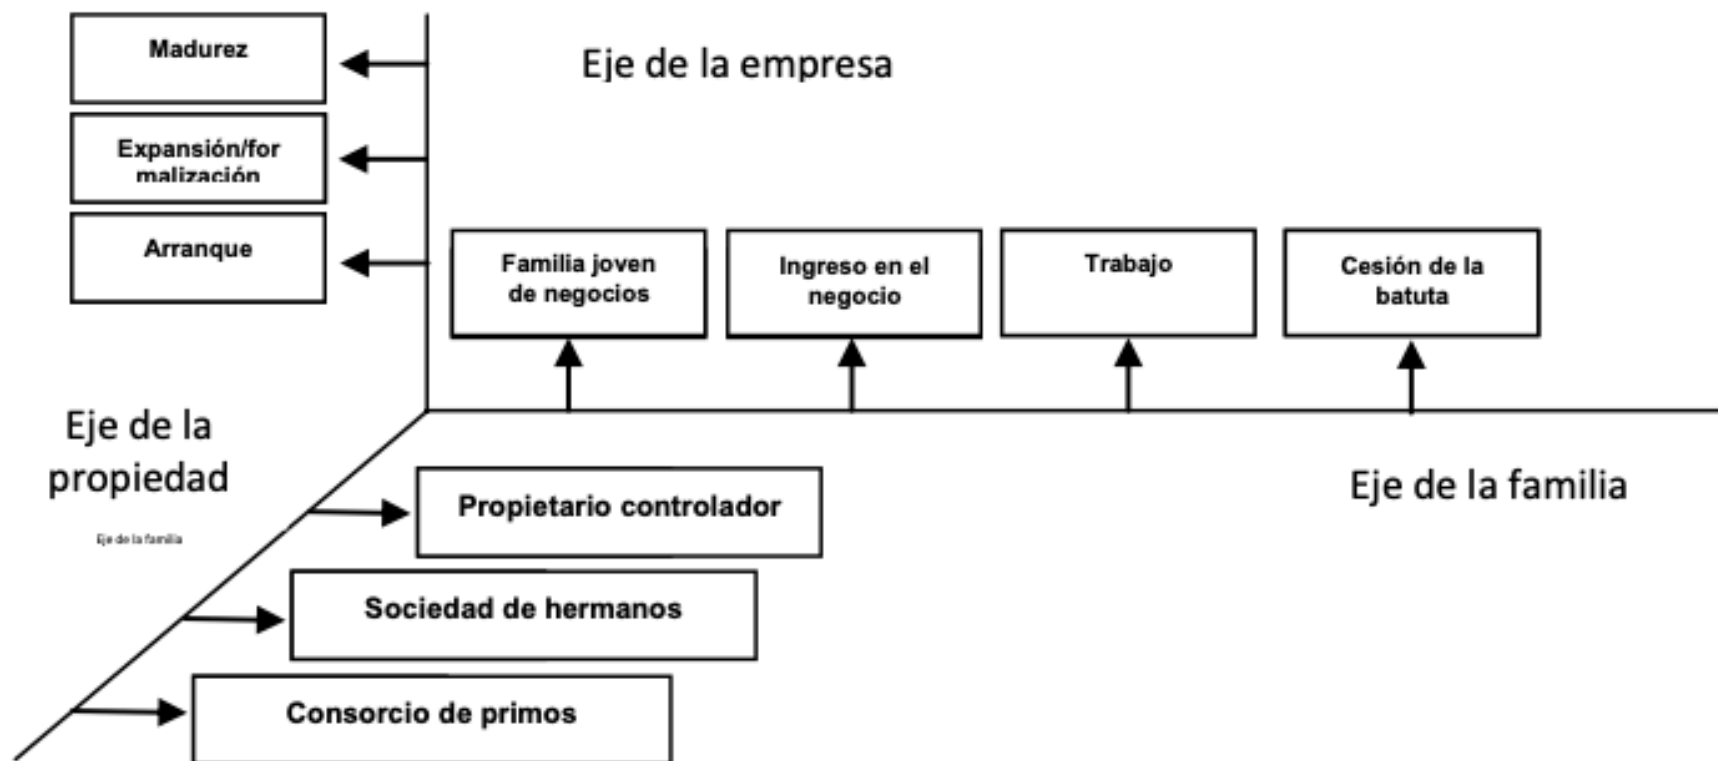 Madurez
Eje de la empresa
Expansión/for
malización
Arranque
Familia joven
de negocios
Ingreso en el
negocio
Trabajo
Cesión de la
batuta
Eje de la
propiedad
Eje de la familia
Propietario controlador
Eje de la familia
Sociedad de hermanos
Consorcio de primos